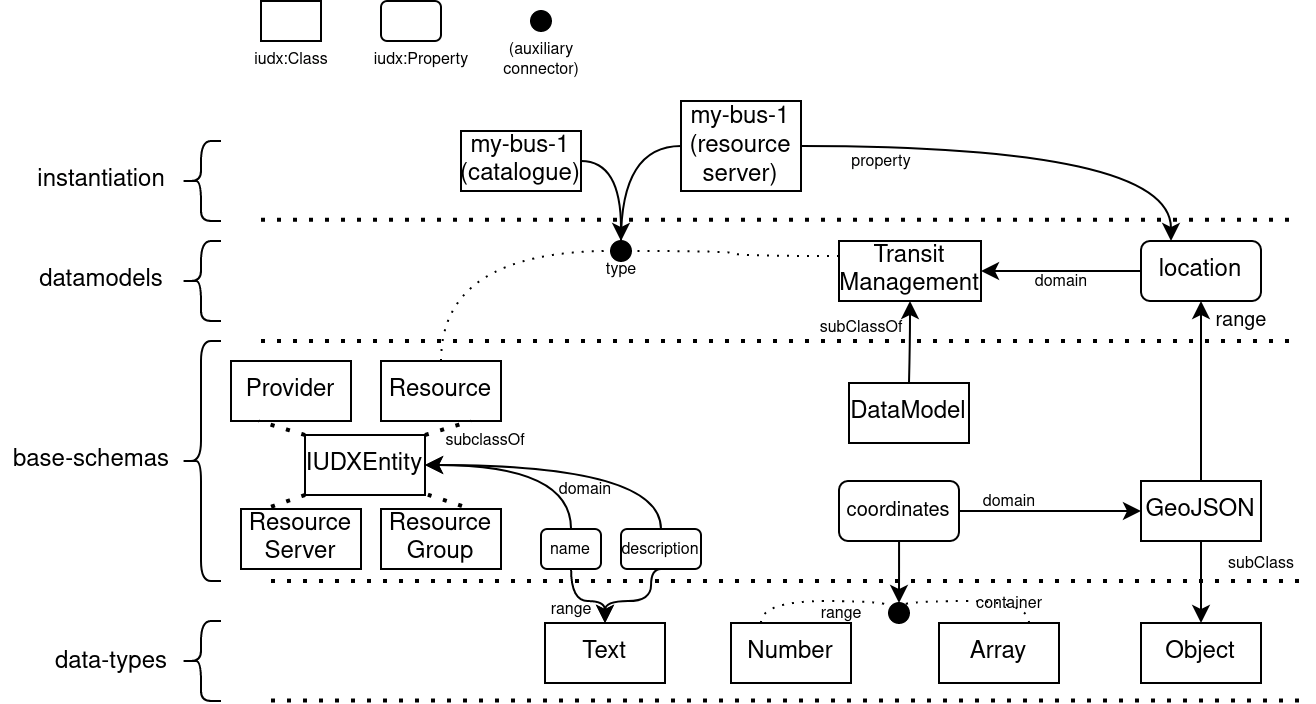 iudx:Class
iudx:Property
(auxiliary
connector)
instantiation
my-bus-1
(catalogue)
my-bus-1
(resource
server)
property
datamodels
type
Transit
Management
domain
location
subClassOf
range
base-schemas
Provider
Resource
IUDXEntity
subclassOf
Resource
Server
Resource
Group
domain
name
description
DataModel
coordinates
domain
GeoJSON
subClass
data-types
range
Text
range
container
Number
Array
Object